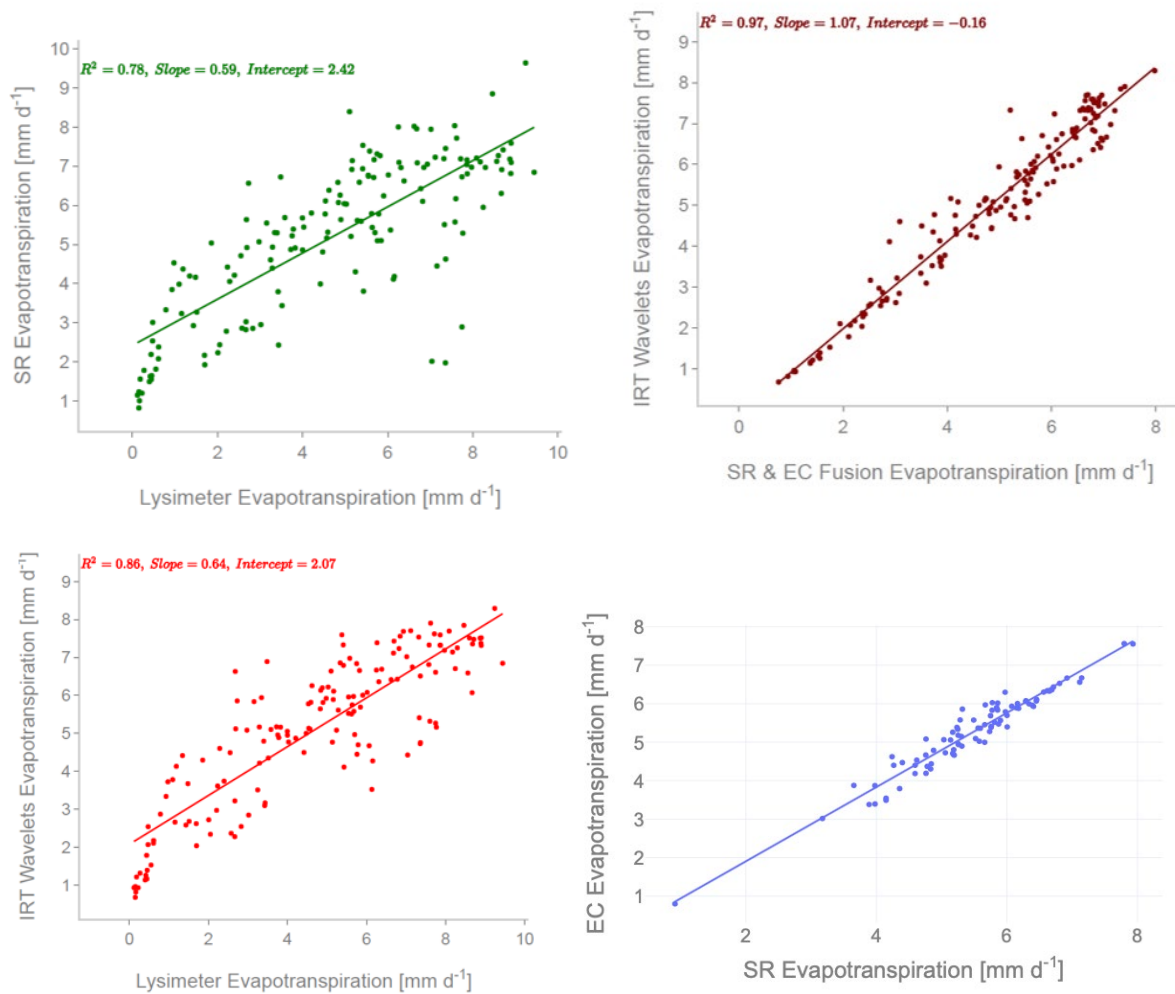 10
9
8
7
6
5
4
3
2
1
SR Evapotranspiration [mm d⁻¹]
R² = 0.78, Slope = 0.59, Intercept = 2.42
0 2 4 6 8 10
Lysimeter Evapotranspiration [mm d⁻¹]
9
8
7
6
5
4
3
2
1
IRT Wavelets Evapotranspiration [mm d⁻¹]
R² = 0.97, Slope = 1.07, Intercept = −0.16
0 2 4 6 8
SR & EC Fusion Evapotranspiration [mm d⁻¹]
9
8
7
6
5
4
3
2
1
IRT Wavelets Evapotranspiration [mm d⁻¹]
R² = 0.86, Slope = 0.64, Intercept = 2.07
0 2 4 6 8 10
Lysimeter Evapotranspiration [mm d⁻¹]
8
7
6
5
4
3
2
1
EC Evapotranspiration [mm d⁻¹]
2 4 6 8
SR Evapotranspiration [mm d⁻¹]